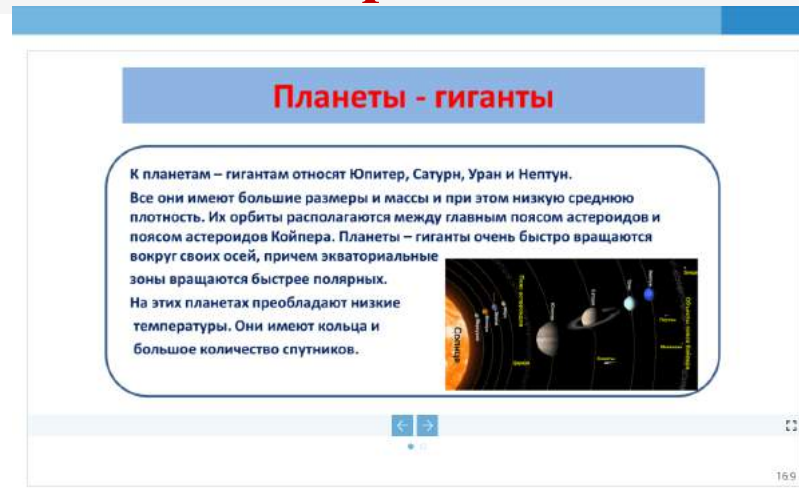 Планеты - гиганты
К планетам – гигантам относят Юпитер, Сатурн, Уран и Нептун.
Все они имеют большие размеры и массы и при этом низкую среднюю
плотность. Их орбиты располагаются между главным поясом астероидов и
поясом астероидов Койпера. Планеты – гиганты очень быстро вращаются
вокруг своих осей, причем экваториальные
зоны вращаются быстрее полярных.
На этих планетах преобладают низкие
температуры. Они имеют кольца и
большое количество спутников.
Солнце
16:9